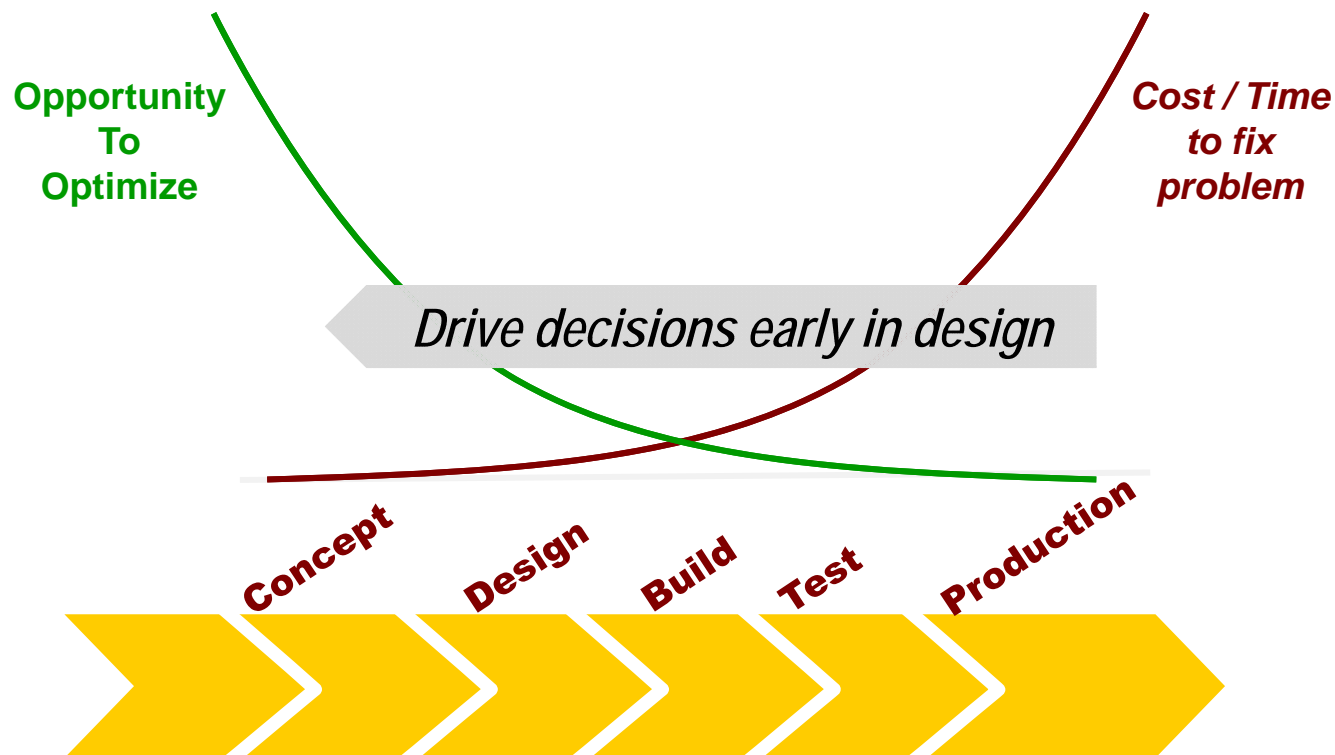 Opportunity
To
Optimize
Cost / Time
to fix
problem
Drive decisions early in design
Concept
Design
Build
Test
Production